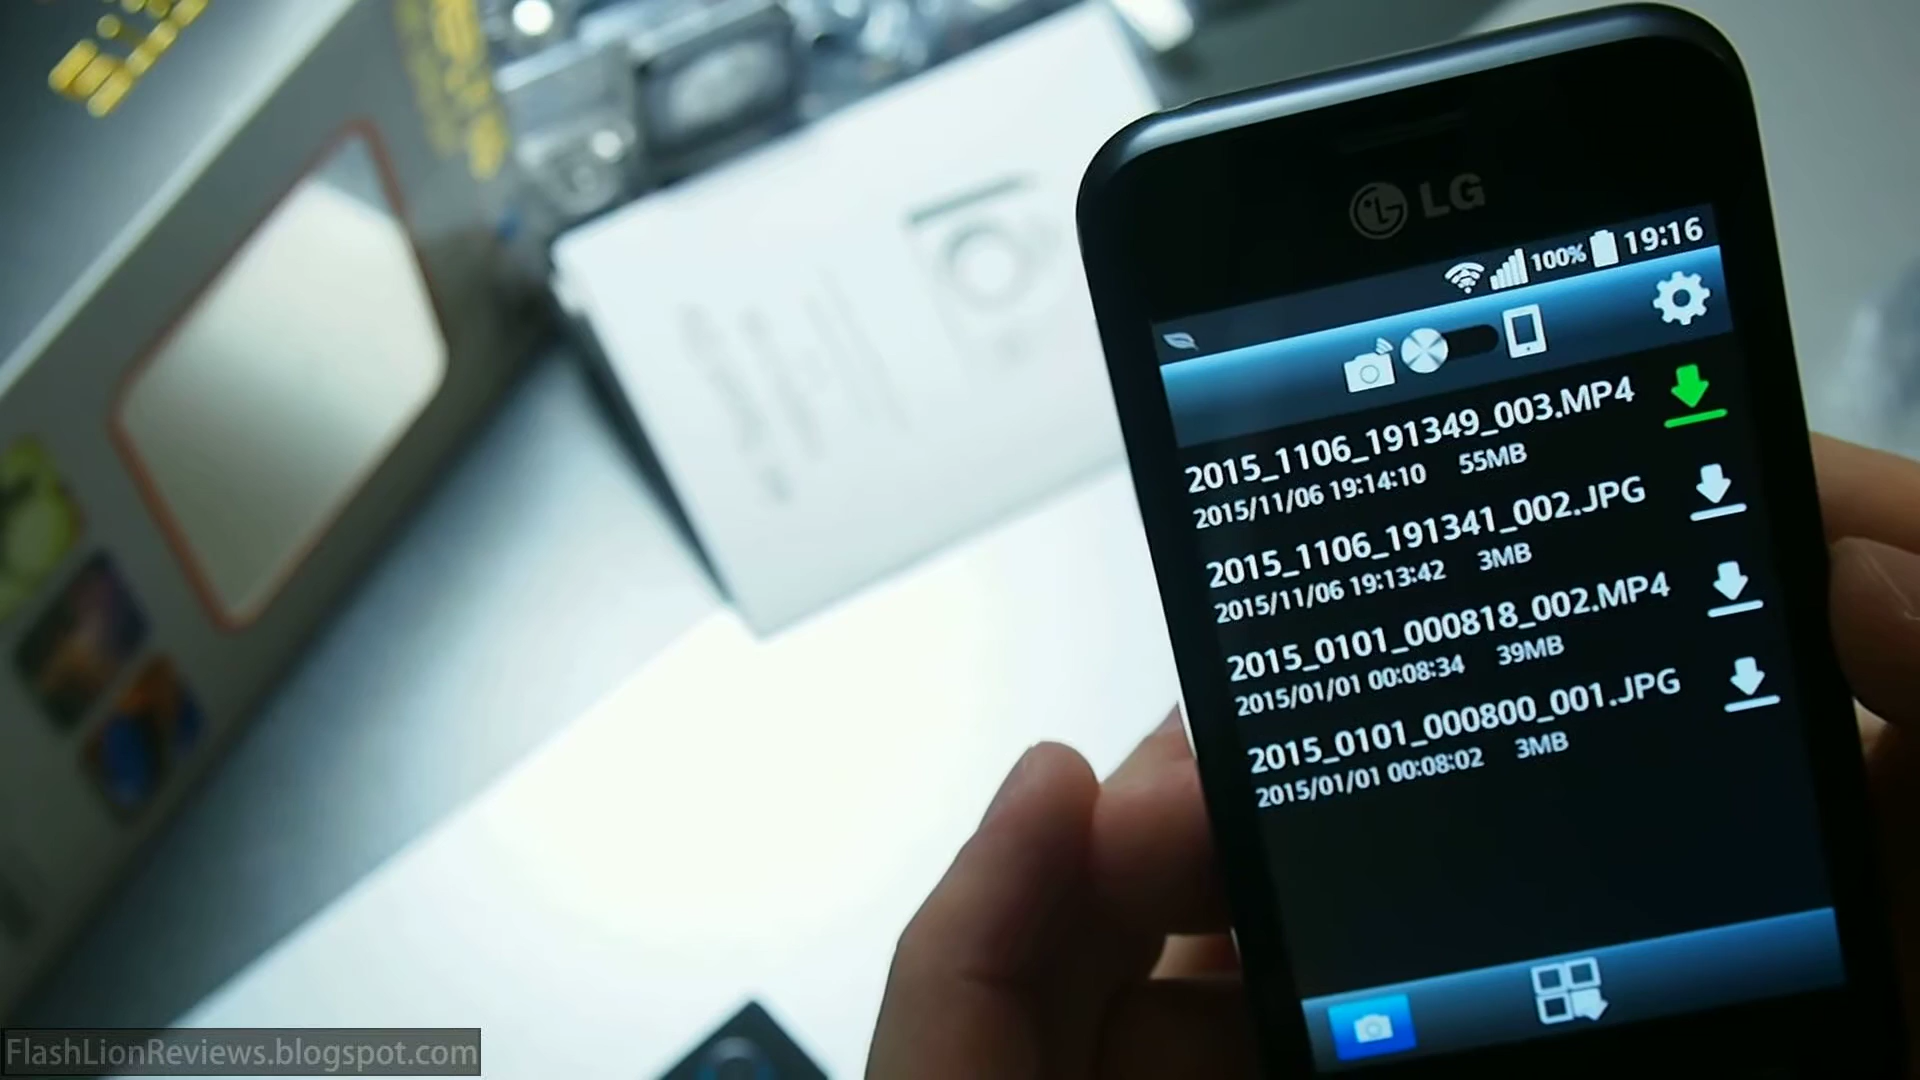 LG
100% 19:16
2015_1106_191349_003.MP4
2015/11/06 19:14:10 55MB
2015_1106_191341_002.JPG
2015/11/06 19:13:42 3MB
2015_0101_000818_002.MP4
2015/01/01 00:08:34 39MB
2015_0101_000800_001.JPG
2015/01/01 00:08:02 3MB
FlashLionReviews.blogspot.com